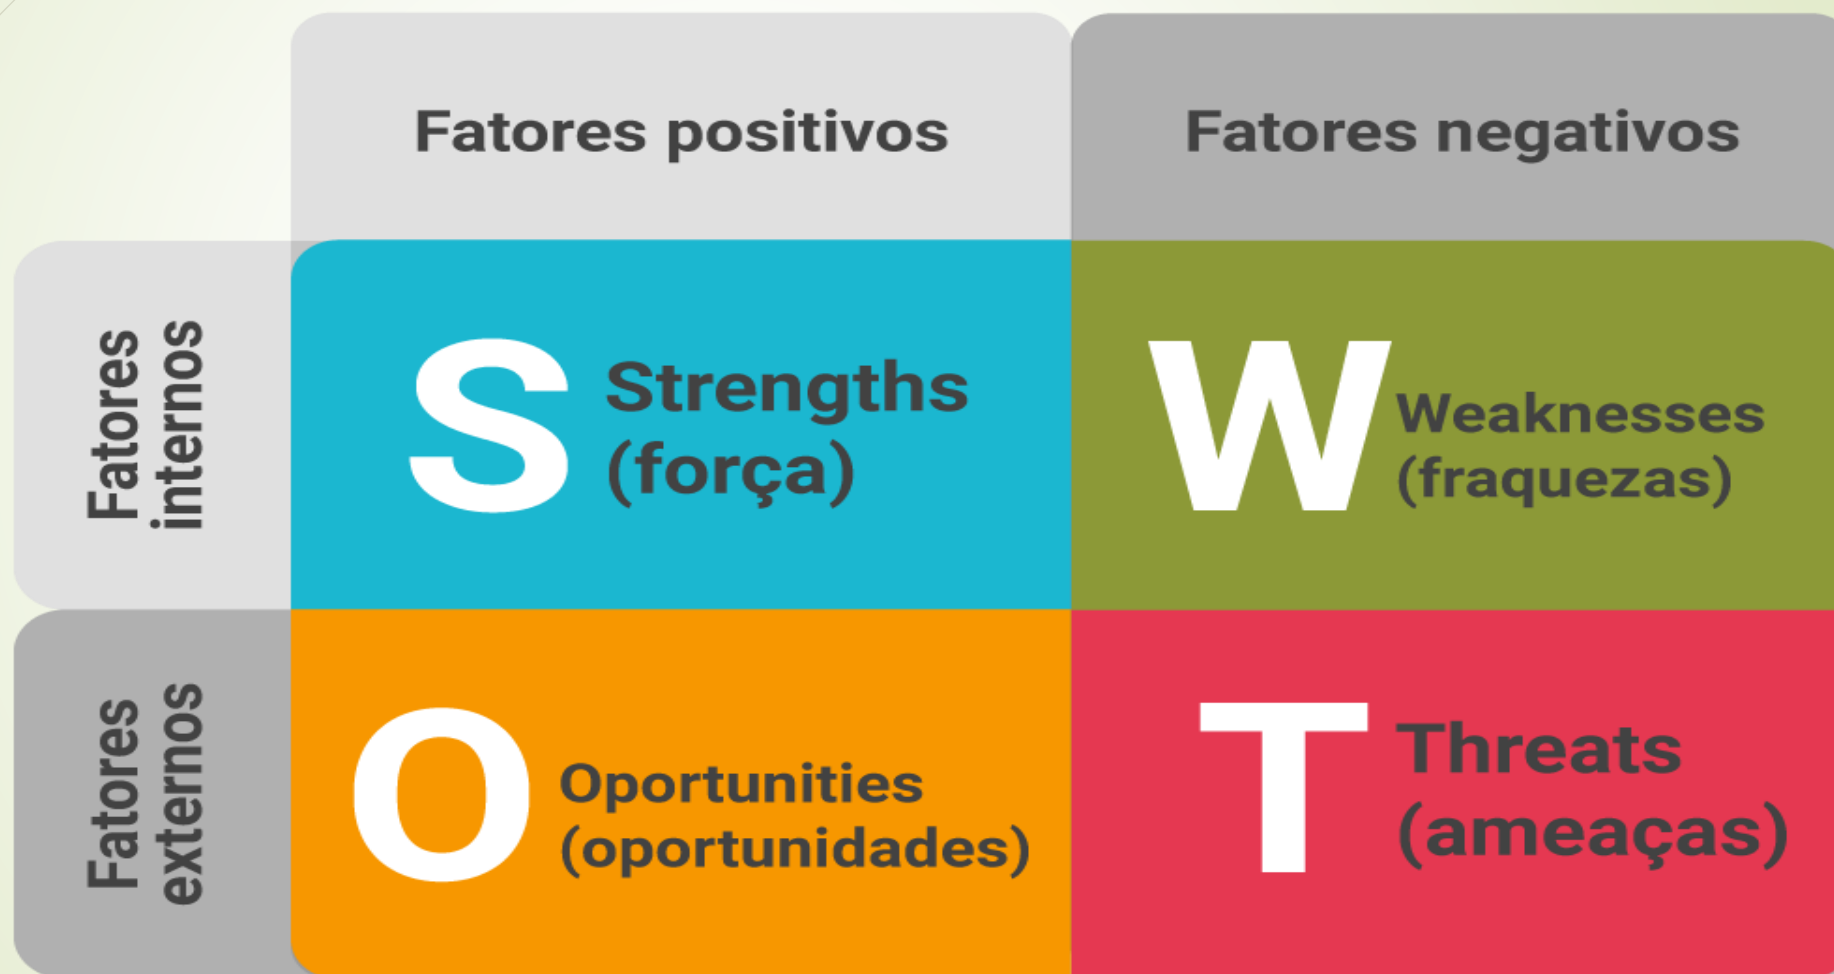 Fatores positivos
Fatores negativos
Fatores
internos
S
Strengths
(força)
W
Weaknesses
(fraquezas)
Fatores
externos
O
Oportunities
(oportunidades)
T
Threats
(ameaças)